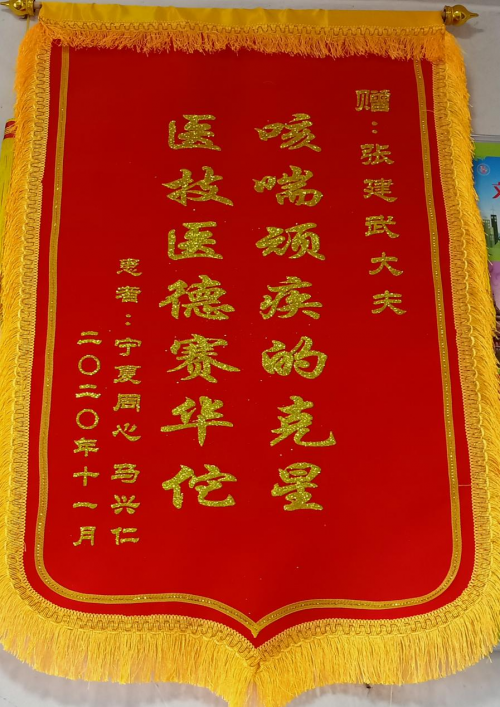 赠：张建武大夫
咳喘顽疾的克星
医技医德赛华佗
患者：宁夏同心 马兴仁
二〇二〇年十一月